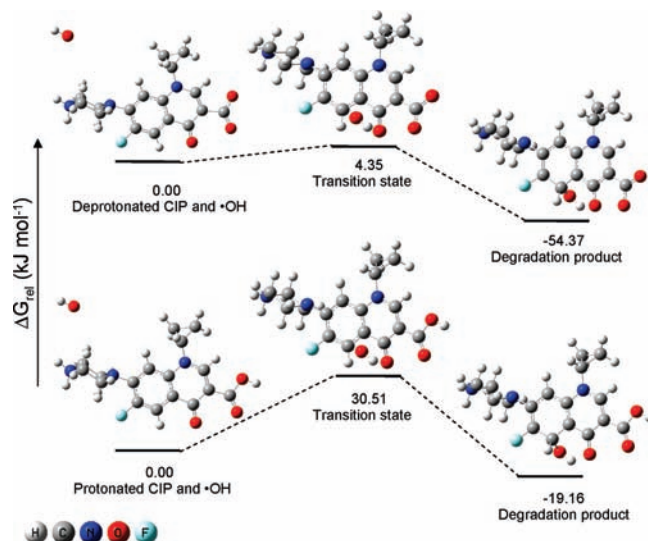 ΔG_rel (kJ mol⁻¹)
0.00
Deprotonated CIP and •OH
4.35
Transition state
-54.37
Degradation product
0.00
Protonated CIP and •OH
30.51
Transition state
-19.16
Degradation product
H C N O F